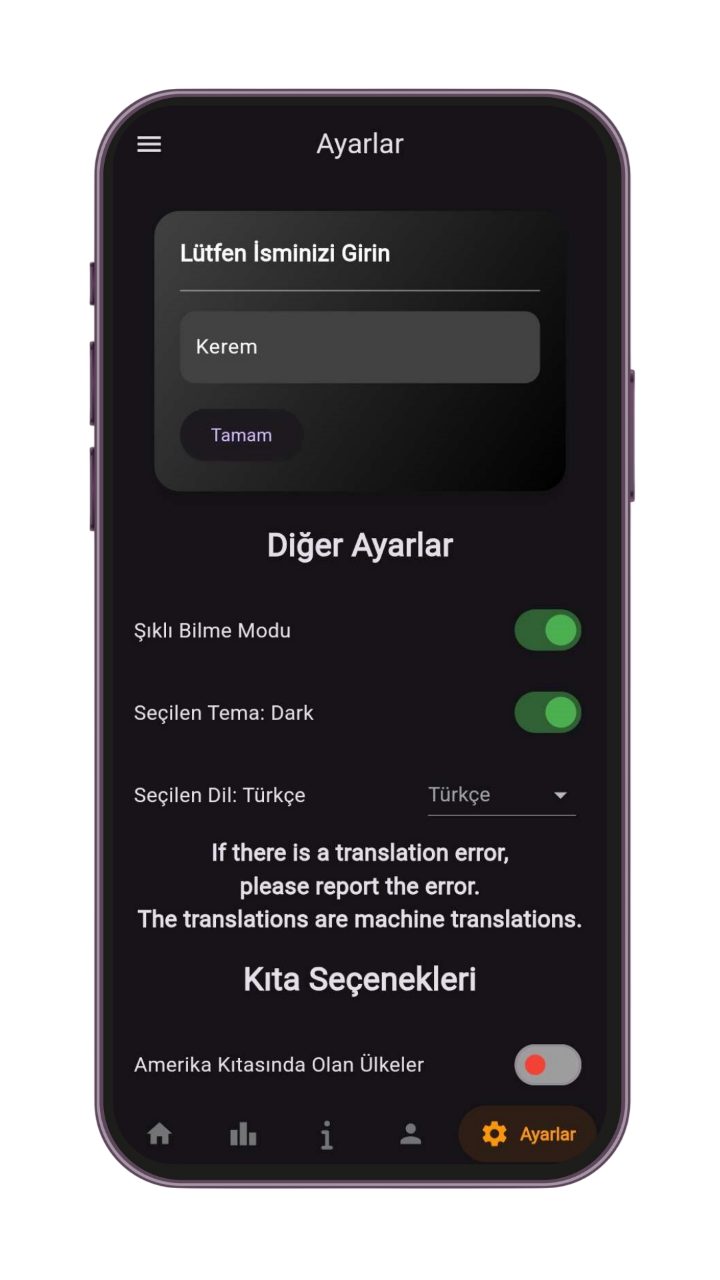 Ayarlar
Lütfen İsminizi Girin
Kerem
Tamam
Diğer Ayarlar
Şıklı Bilme Modu
Seçilen Tema: Dark
Seçilen Dil: Türkçe
Türkçe
If there is a translation error,
please report the error.
The translations are machine translations.
Kıta Seçenekleri
Amerika Kıtasında Olan Ülkeler
Ayarlar